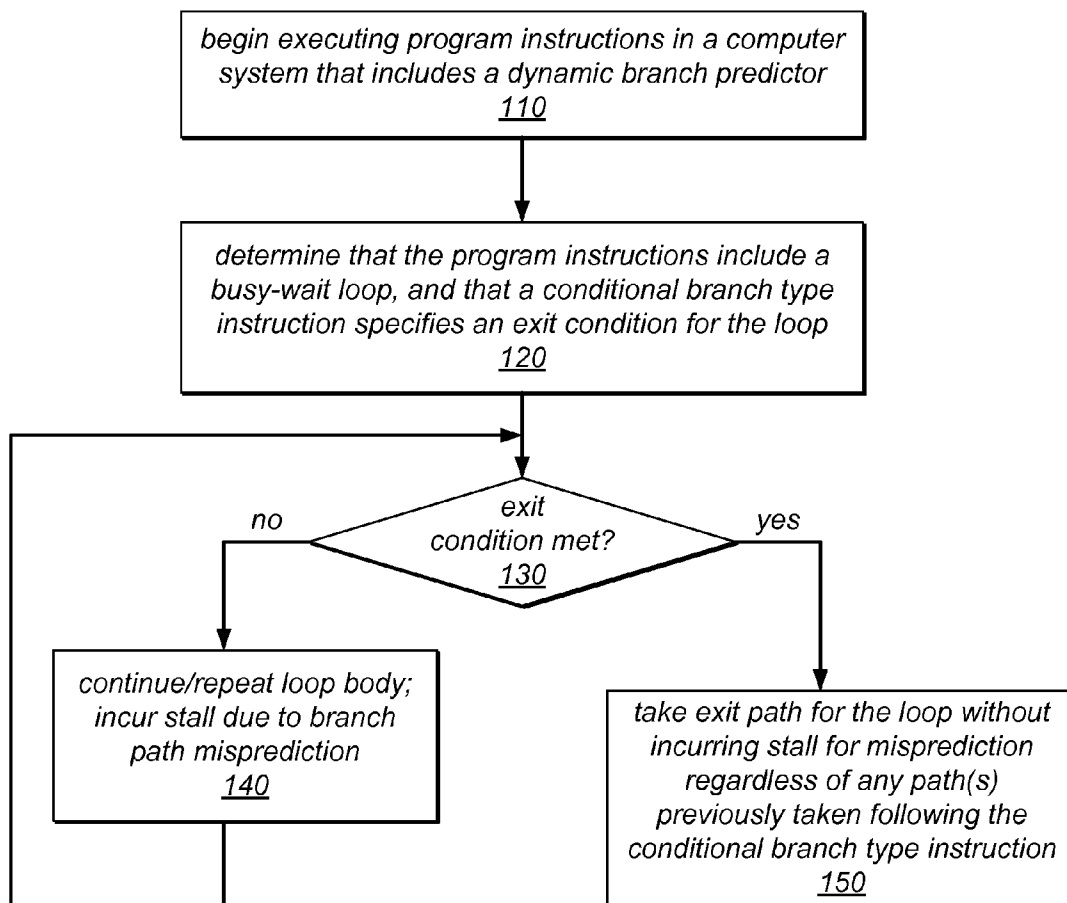 begin executing program instructions in a computer
system that includes a dynamic branch predictor
110
determine that the program instructions include a
busy-wait loop, and that a conditional branch type
instruction specifies an exit condition for the loop
120
exit
condition met?
130
no
yes
continue/repeat loop body;
incur stall due to branch
path misprediction
140
take exit path for the loop without
incurring stall for misprediction
regardless of any path(s)
previously taken following the
conditional branch type instruction
150